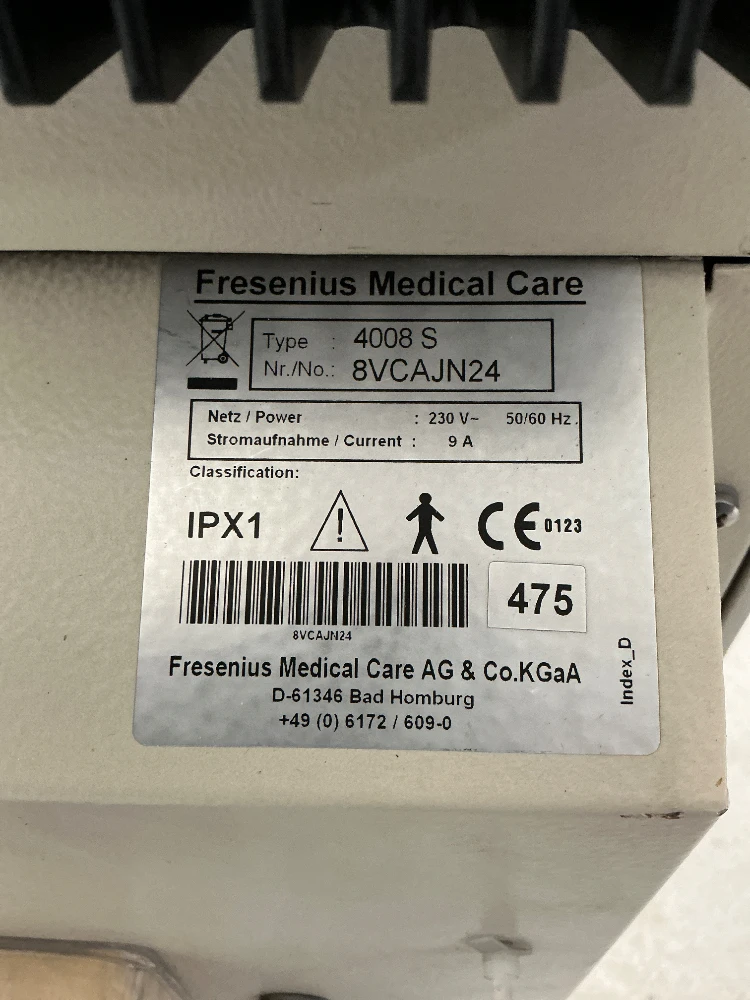 Fresenius Medical Care
Type : 4008 S
Nr./No.: 8VCAJN24
Netz / Power : 230 V~ 50/60 Hz.
Stromaufnahme / Current : 9 A
Classification:
IPX1 ! CE 0123
8VCAJN24
475
Fresenius Medical Care AG & Co.KGaA
D-61346 Bad Homburg
+49 (0) 6172 / 609-0
Index_D